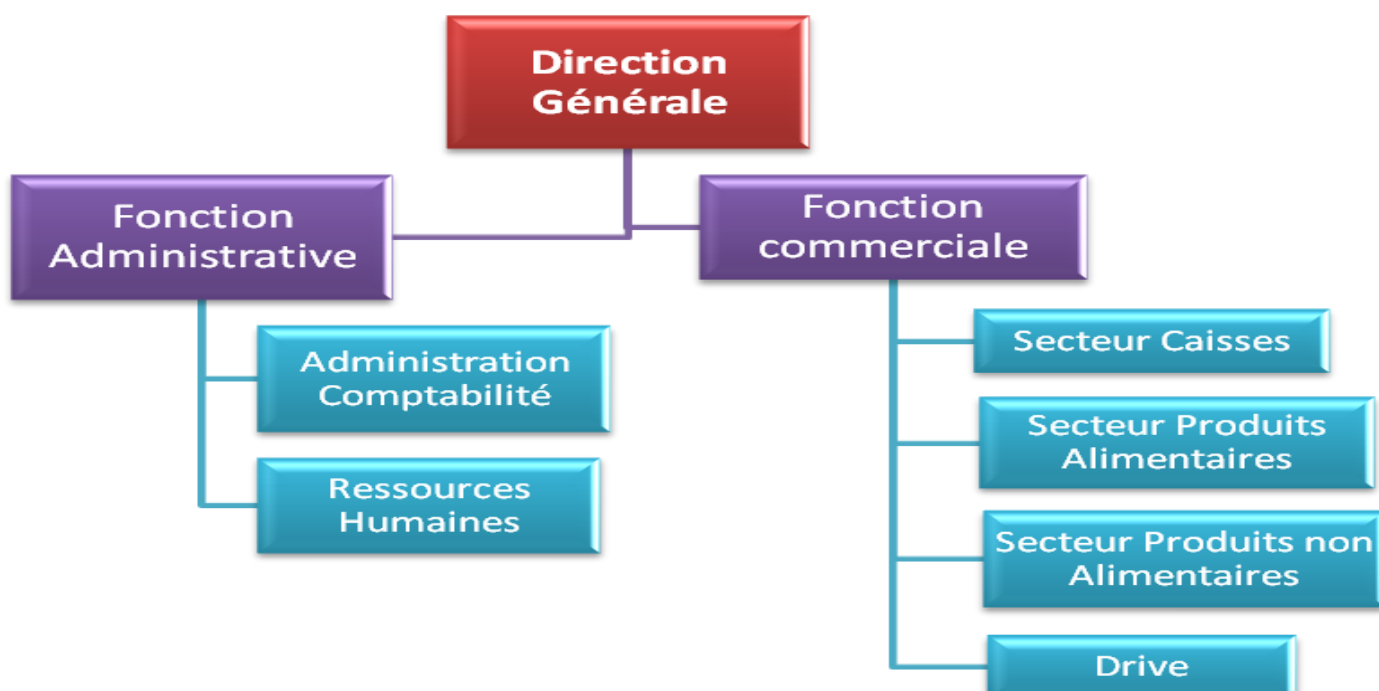 Direction
Générale
Fonction
Administrative
Fonction
commerciale
Administration
Comptabilité
Ressources
Humaines
Secteur Caisses
Secteur Produits
Alimentaires
Secteur Produits non
Alimentaires
Drive